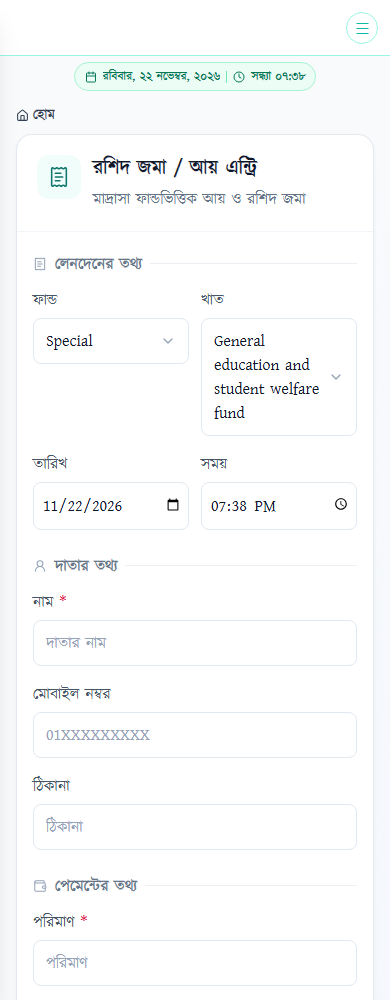 রবিবার, ২২ নভেম্বর, ২০২৬ | সন্ধ্যা ০৭:৩৮
হোম
রশিদ জমা / আয় এন্ট্রি
মাদ্রাসা ফান্ডভিত্তিক আয় ও রশিদ জমা
লেনদেনের তথ্য
ফান্ড
খাত
Special
General
education and
student welfare
fund
তারিখ
সময়
11/22/2026
07:38 PM
দাতার তথ্য
নাম *
দাতার নাম
মোবাইল নম্বর
01XXXXXXXXX
ঠিকানা
ঠিকানা
পেমেন্টের তথ্য
পরিমাণ *
পরিমাণ